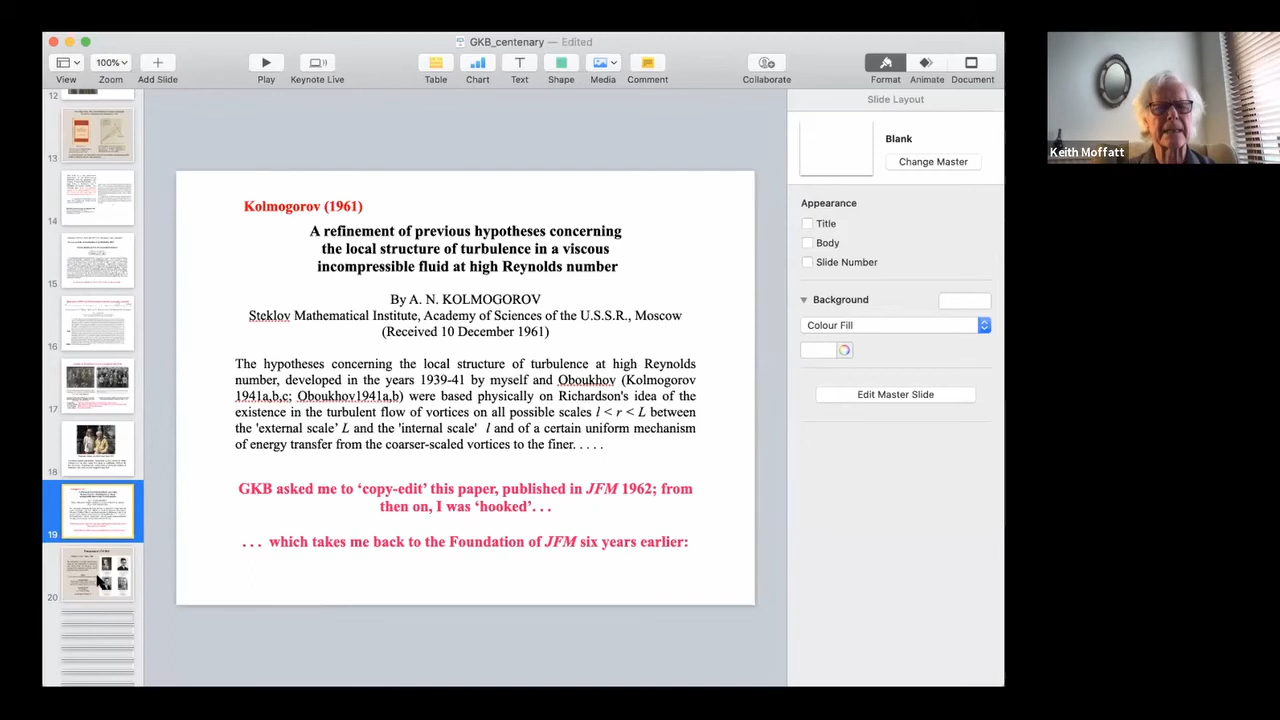 GKB_centenary — Edited
View
100%
Zoom
Add Slide
Play
Keynote Live
Table
Chart
Text
Shape
Media
Comment
Collaborate
Format
Animate
Document
12
13
14
15
16
17
18
19
20
Kolmogorov (1961)
A refinement of previous hypotheses concerning
the local structure of turbulence in a viscous
incompressible fluid at high Reynolds number
By A. N. KOLMOGOROV
Steklov Mathematical Institute, Academy of Sciences of the U.S.S.R., Moscow
(Received 10 December 1961)
The hypotheses concerning the local structure of turbulence at high Reynolds
number, developed in the years 1939-41 by myself and Oboukhov (Kolmogorov
1941a,b,c; Oboukhov 1941a,b) were based physically on Richardson's idea of the
existence in the turbulent flow of vortices on all possible scales l < r < L between
the 'external scale' L and the 'internal scale' l and of a certain uniform mechanism
of energy transfer from the coarser-scaled vortices to the finer. . . . .
GKB asked me to ‘copy-edit’ this paper, published in JFM 1962; from
then on, I was ‘hooked’. . .
. . . which takes me back to the Foundation of JFM six years earlier:
Slide Layout
Blank
Change Master
Appearance
Title
Body
Slide Number
Background
Colour Fill
Edit Master Slide
Keith Moffatt